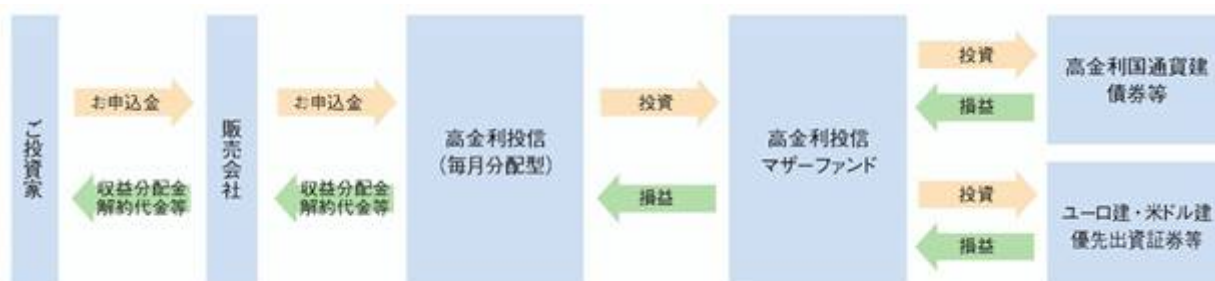 ご投資家
お申込金
収益分配金
解約代金等
販売会社
お申込金
収益分配金
解約代金等
高金利投信
(毎月分配型)
投資
損益
高金利投信
マザーファンド
投資
損益
高金利国通貨建
債券等
投資
損益
ユーロ建・米ドル建
優先出資証券等